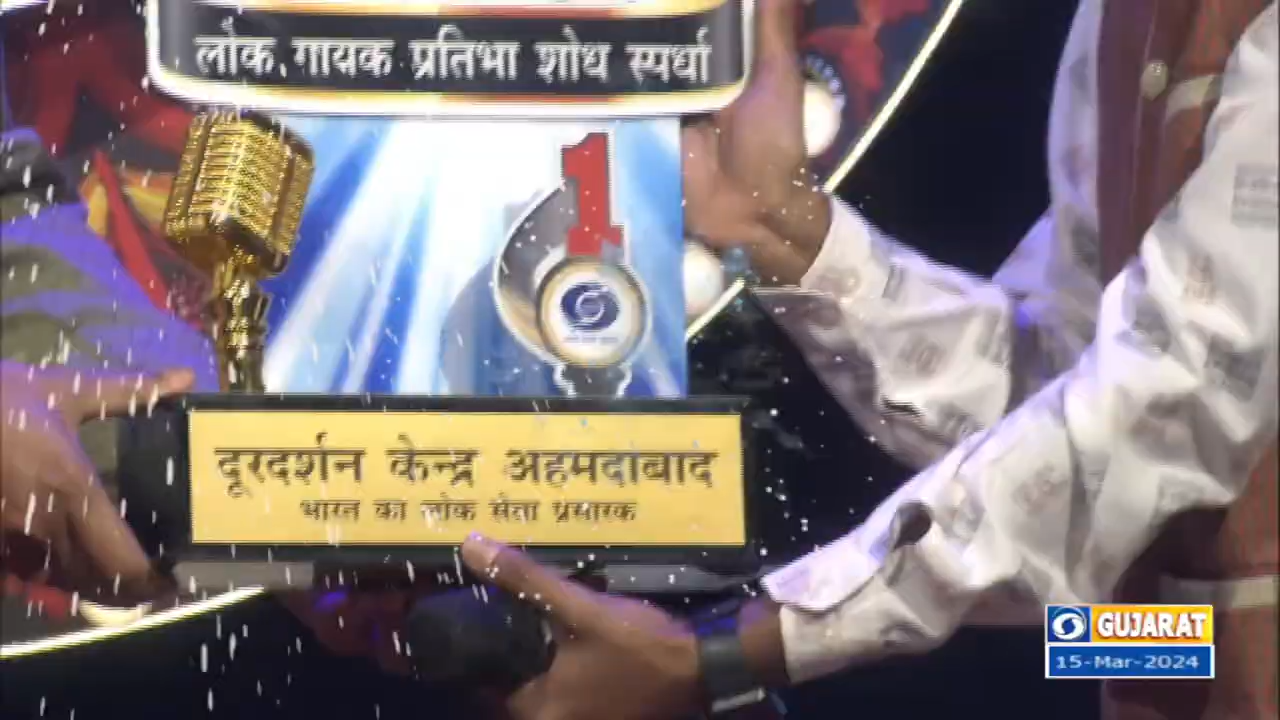 लोक गायक प्रतिभा शोध स्पर्धा
1
दूरदर्शन केन्द्र अहमदाबाद
भारत का लोक सेवा प्रसारक
GUJARAT
15-Mar-2024